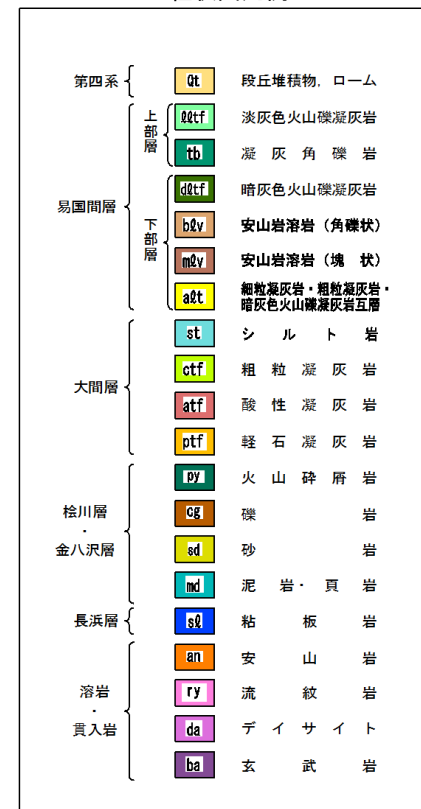 第四系 Qt 段丘堆積物，ローム
易国間層
上部層
ℓℓtf 淡灰色火山礫凝灰岩
tb 凝灰角礫岩
下部層
dℓtf 暗灰色火山礫凝灰岩
bℓv 安山岩溶岩（角礫状）
mℓv 安山岩溶岩（塊　状）
aℓt 細粒凝灰岩・粗粒凝灰岩・
暗灰色火山礫凝灰岩互層
大間層
st シルト岩
ctf 粗粒凝灰岩
atf 酸性凝灰岩
ptf 軽石凝灰岩
桧川層
・
金八沢層
py 火山砕屑岩
cg 礫岩
sd 砂岩
md 泥岩・頁岩
長浜層 sℓ 粘板岩
溶岩
・
貫入岩
an 安山岩
ry 流紋岩
da デイサイト
ba 玄武岩